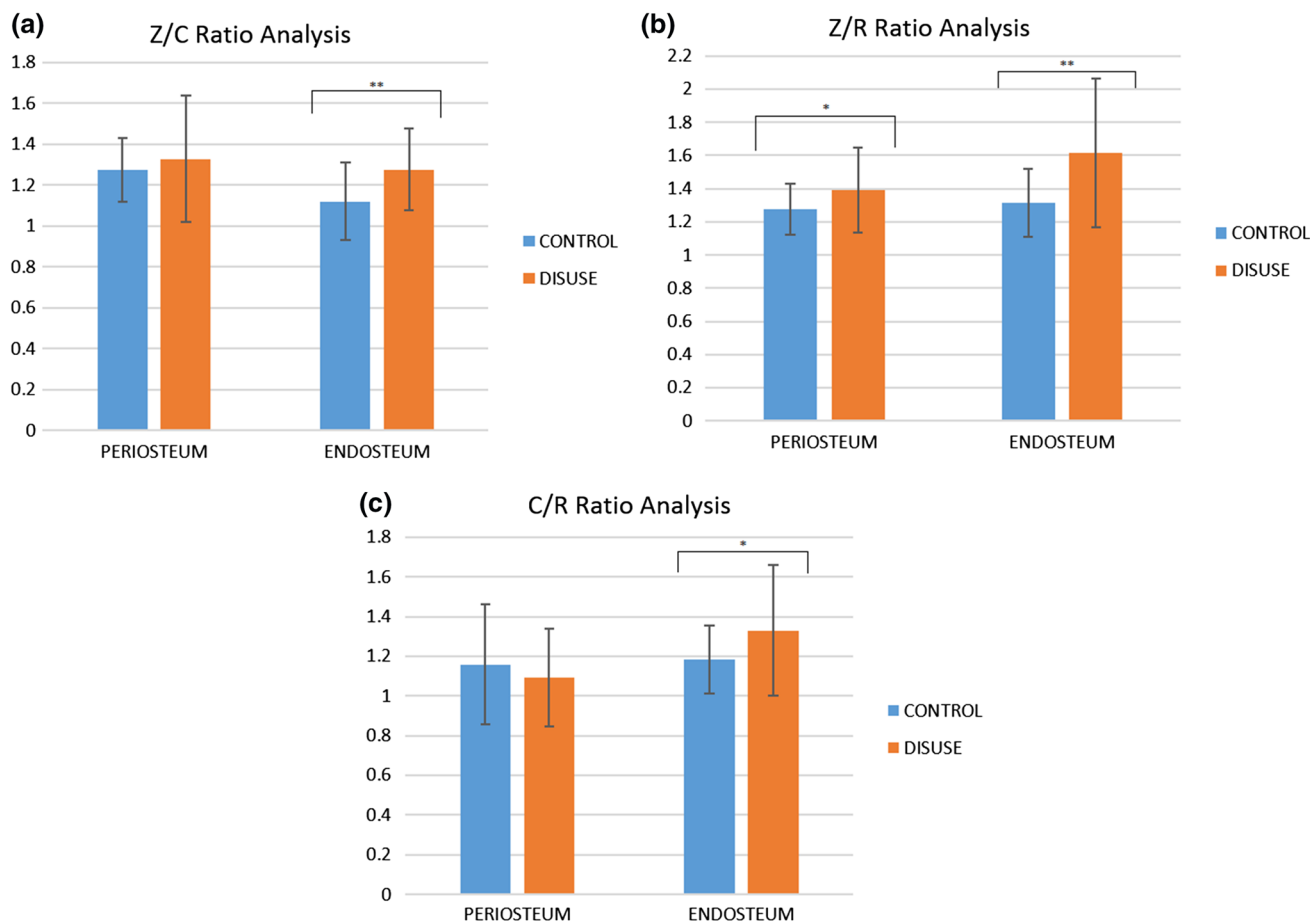 (a)
Z/C Ratio Analysis
1.8
1.6
1.4
1.2
1
0.8
0.6
0.4
0.2
0
**
PERIOSTEUM ENDOSTEUM
CONTROL
DISUSE
(b)
Z/R Ratio Analysis
2.2
2
1.8
1.6
1.4
1.2
1
0.8
0.6
0.4
0.2
0
*
**
PERIOSTEUM ENDOSTEUM
CONTROL
DISUSE
(c)
C/R Ratio Analysis
1.8
1.6
1.4
1.2
1
0.8
0.6
0.4
0.2
0
*
PERIOSTEUM ENDOSTEUM
CONTROL
DISUSE